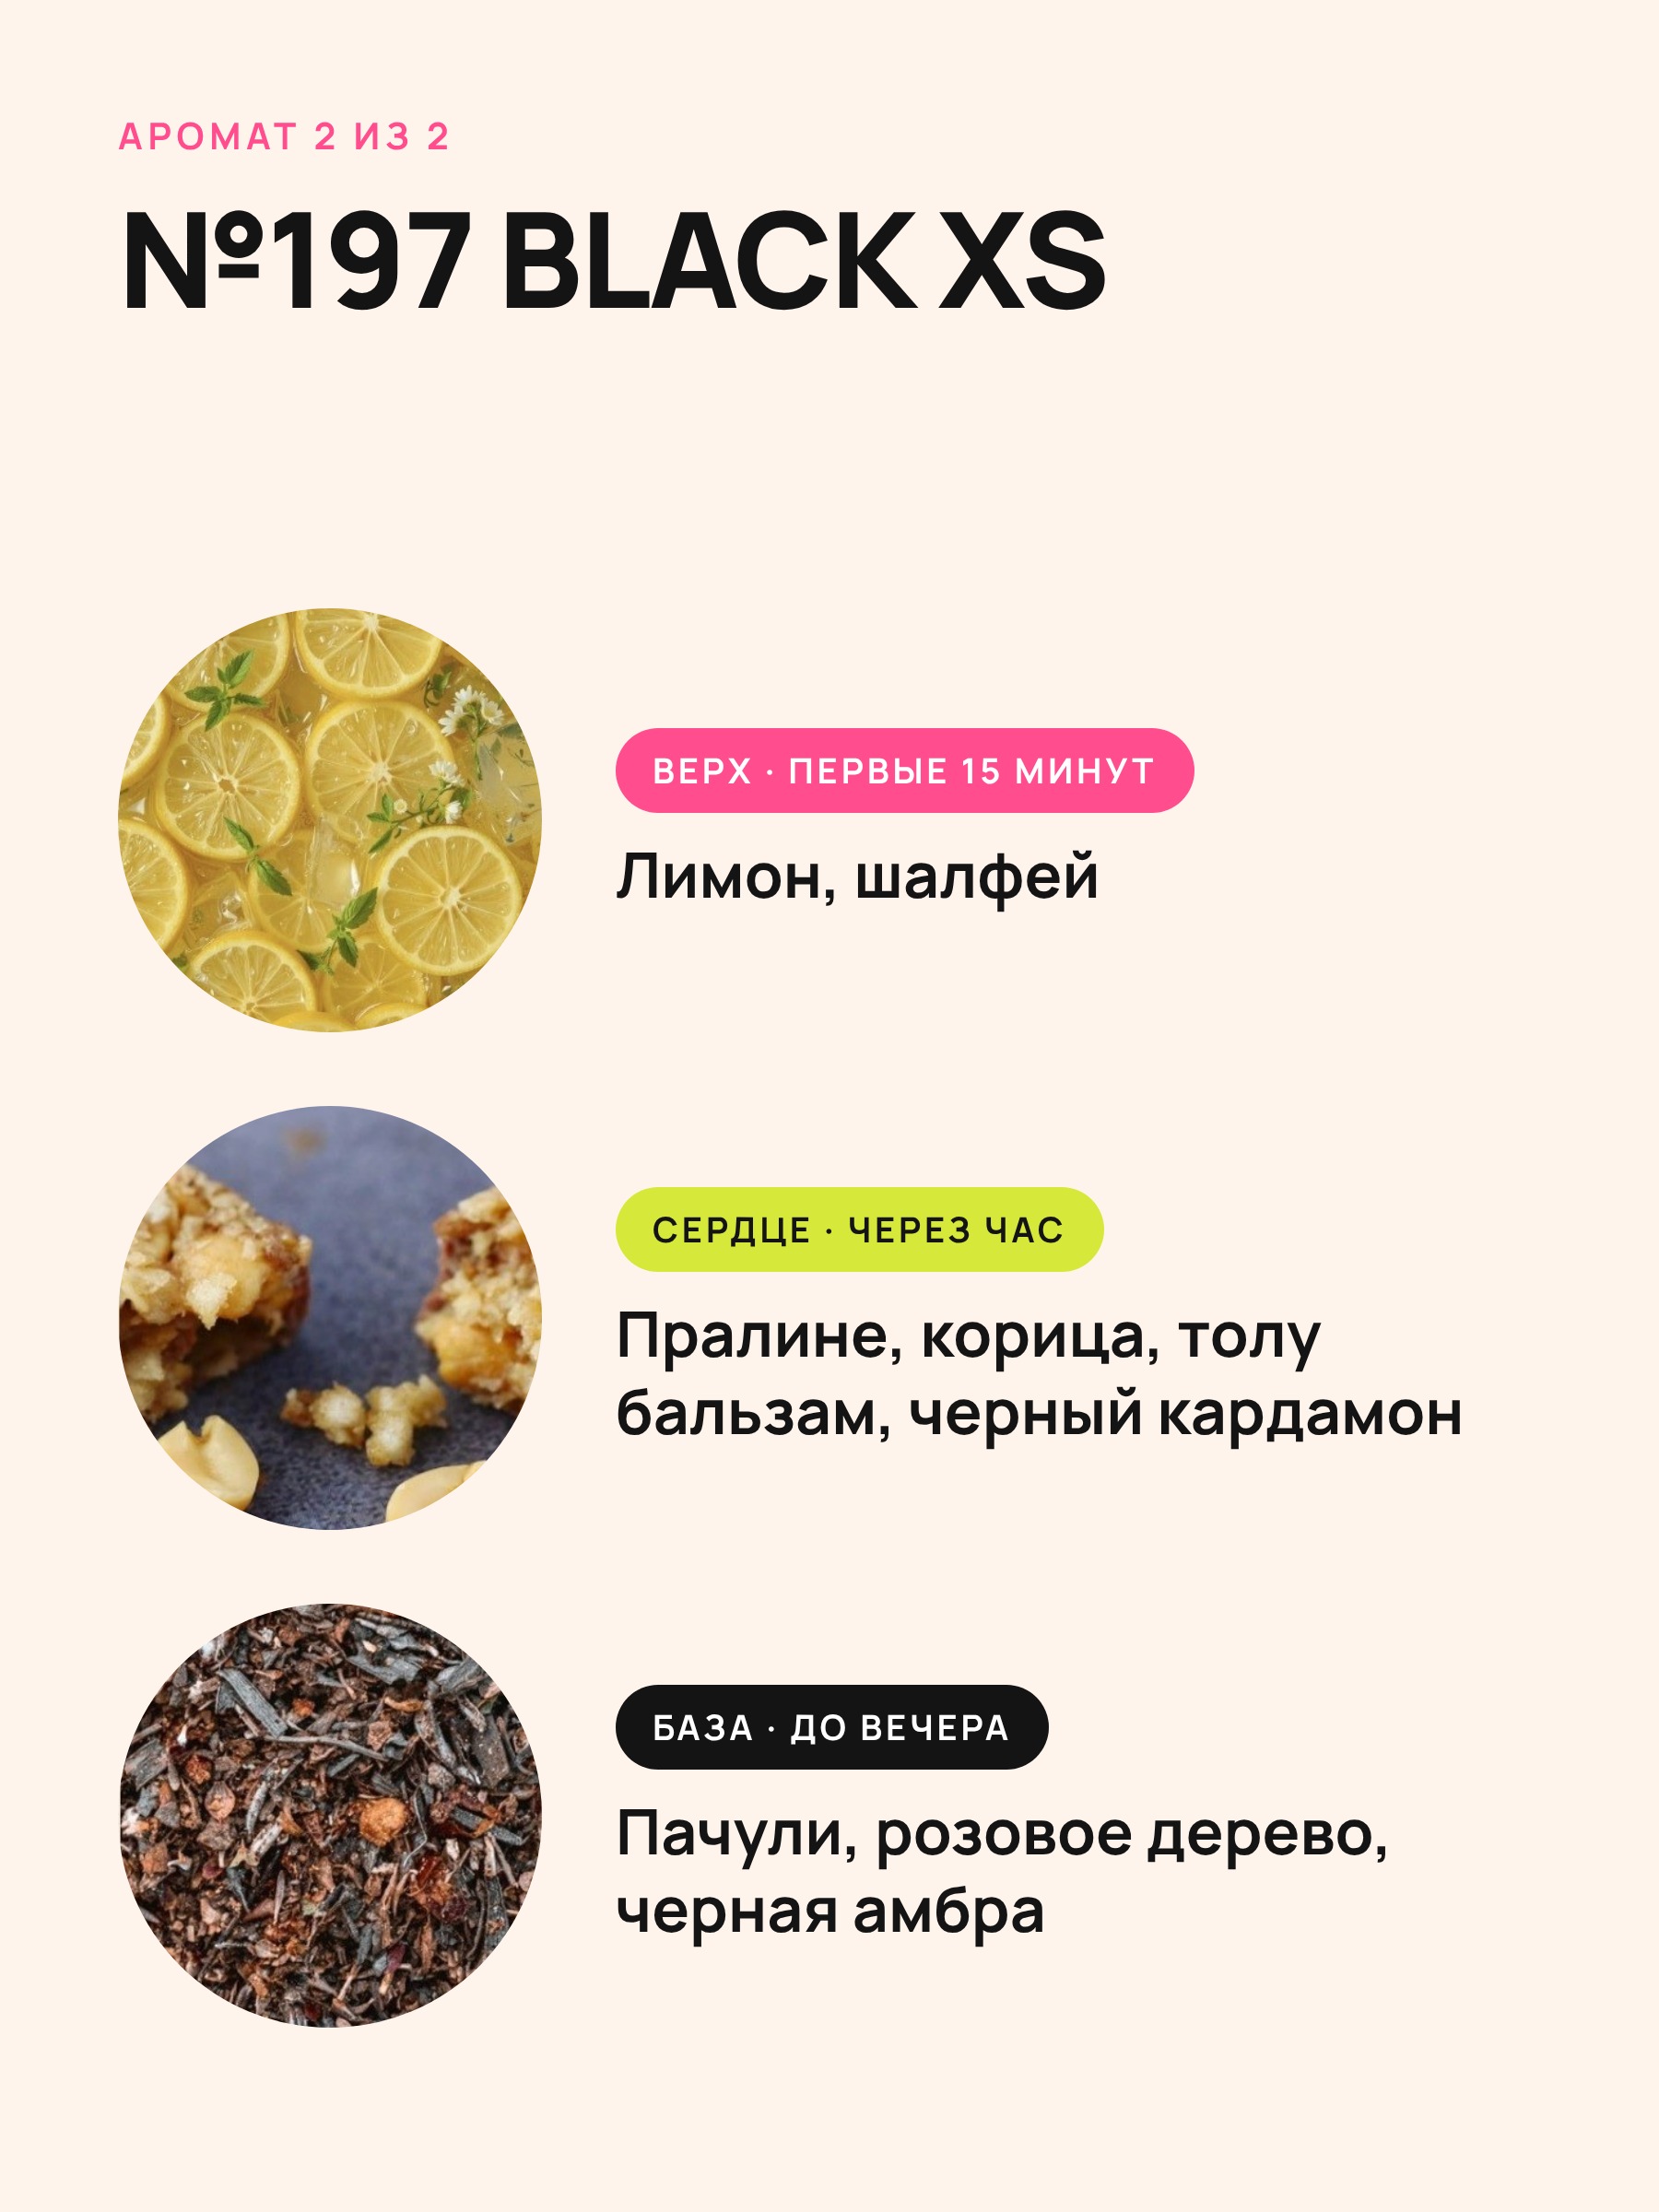 АРОМАТ 2 ИЗ 2
№197 BLACK XS
ВЕРХ · ПЕРВЫЕ 15 МИНУТ
Лимон, шалфей
СЕРДЦЕ · ЧЕРЕЗ ЧАС
Пралине, корица, толу
бальзам, черный кардамон
БАЗА · ДО ВЕЧЕРА
Пачули, розовое дерево,
черная амбра